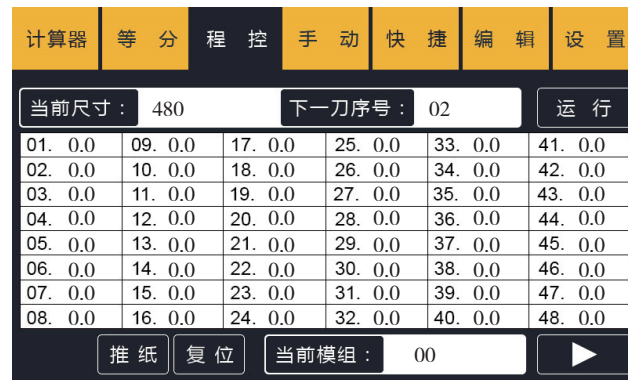 计算器 等 分 程 控 手 动 快 捷 编 辑 设 置
当前尺寸： 480 下一刀序号： 02 运 行
01. 0.0 09. 0.0 17. 0.0 25. 0.0 33. 0.0 41. 0.0
02. 0.0 10. 0.0 18. 0.0 26. 0.0 34. 0.0 42. 0.0
03. 0.0 11. 0.0 19. 0.0 27. 0.0 35. 0.0 43. 0.0
04. 0.0 12. 0.0 20. 0.0 28. 0.0 36. 0.0 44. 0.0
05. 0.0 13. 0.0 21. 0.0 29. 0.0 37. 0.0 45. 0.0
06. 0.0 14. 0.0 22. 0.0 30. 0.0 38. 0.0 46. 0.0
07. 0.0 15. 0.0 23. 0.0 31. 0.0 39. 0.0 47. 0.0
08. 0.0 16. 0.0 24. 0.0 32. 0.0 40. 0.0 48. 0.0
推 纸 复 位 当前模组： 00